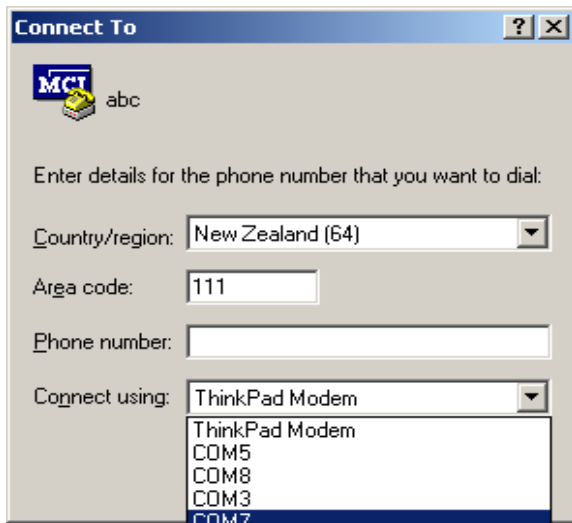 Connect To
MCI
abc
Enter details for the phone number that you want to dial:
Country/region: New Zealand (64)
Area code: 111
Phone number:
Connect using: ThinkPad Modem
ThinkPad Modem
COM5
COM8
COM3
COM7